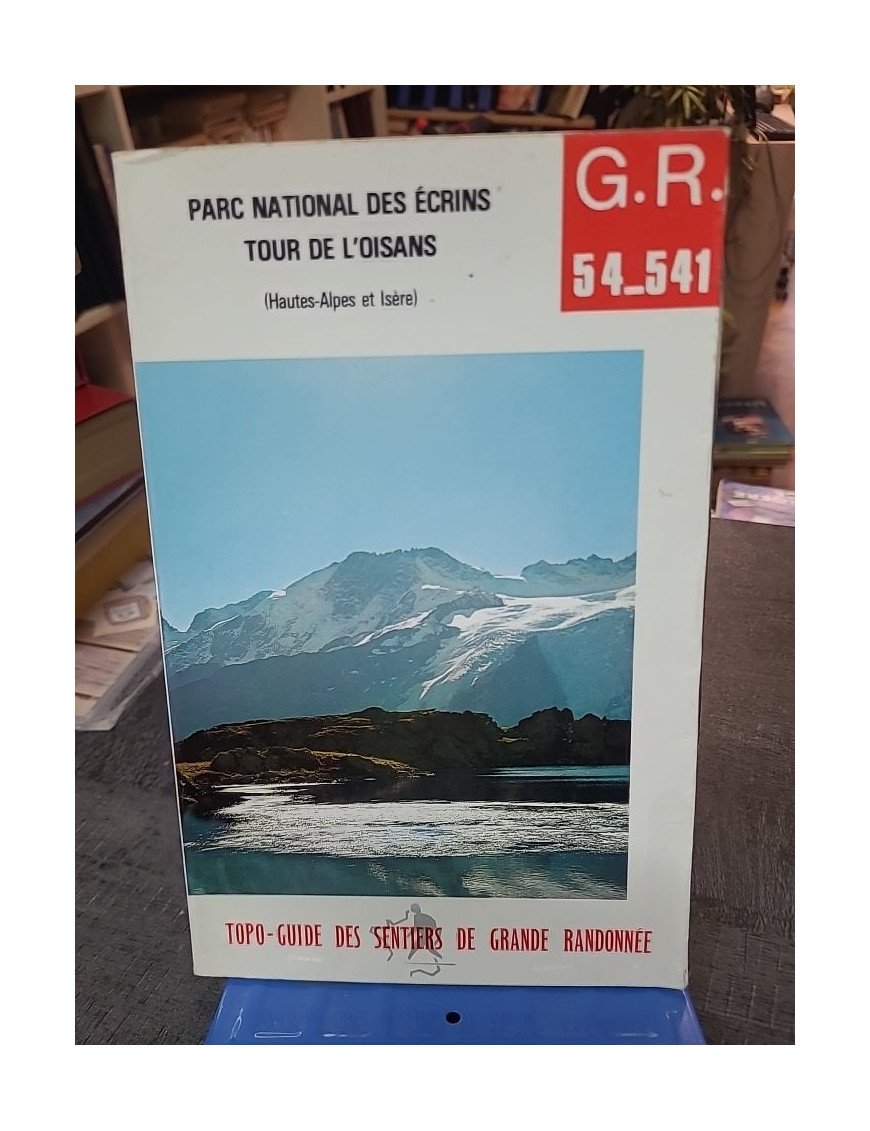 PARC NATIONAL DES ÉCRINS
TOUR DE L'OISANS
(Hautes-Alpes et Isère)
G.R.
54_541
TOPO-GUIDE DES SENTIERS DE GRANDE RANDONNÉE